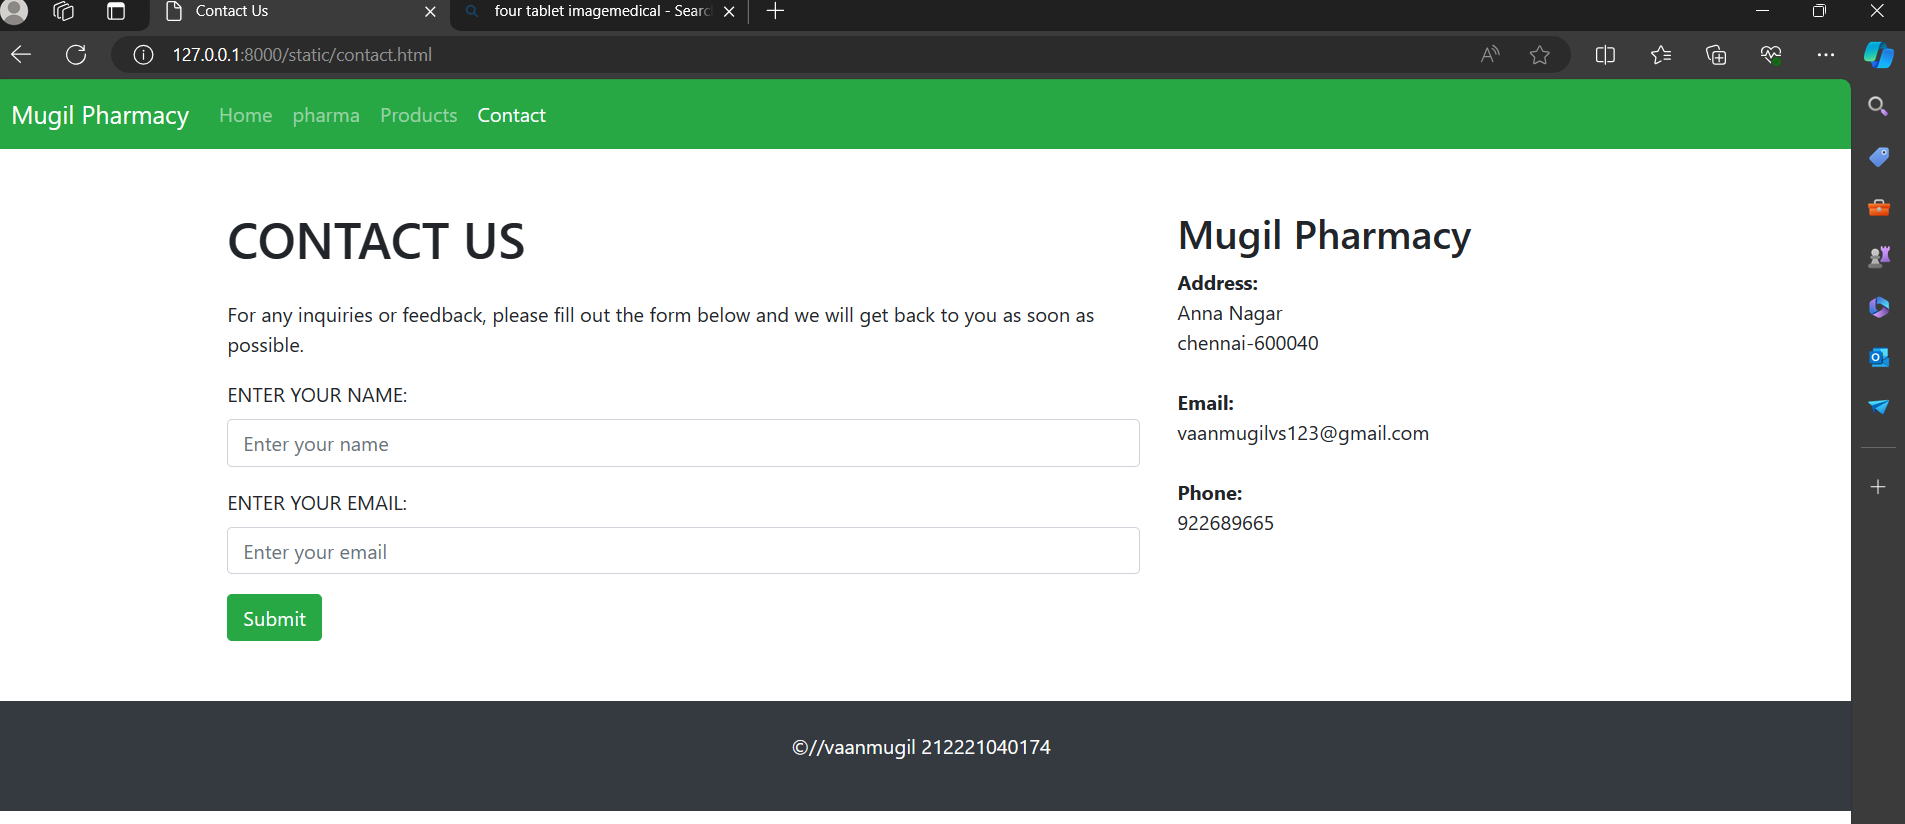 Contact Us
four tablet imagemedical - Searc
127.0.0.1:8000/static/contact.html
Mugil Pharmacy
Home
pharma
Products
Contact
CONTACT US
For any inquiries or feedback, please fill out the form below and we will get back to you as soon as
possible.
ENTER YOUR NAME:
Enter your name
ENTER YOUR EMAIL:
Enter your email
Submit
Mugil Pharmacy
Address:
Anna Nagar
chennai-600040
Email:
vaanmugilvs123@gmail.com
Phone:
922689665
©//vaanmugil 212221040174